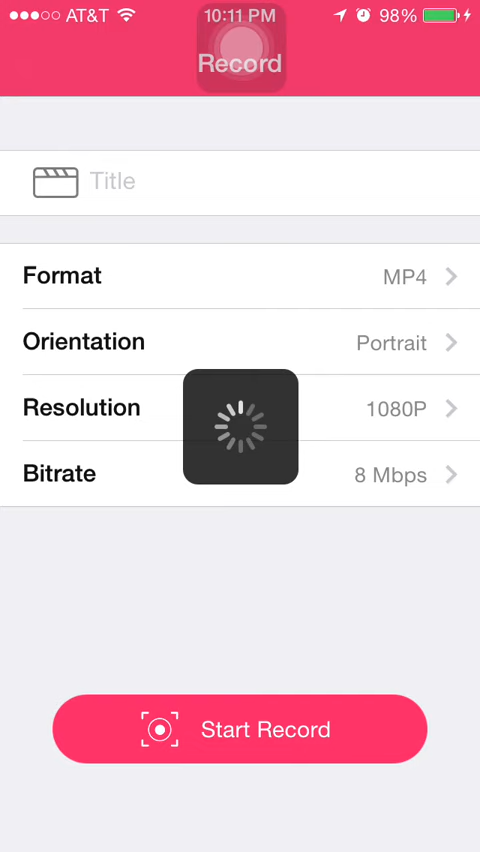 AT&T 10:11 PM 98%
Record
Title
Format MP4
Orientation Portrait
Resolution 1080P
Bitrate 8 Mbps
Start Record